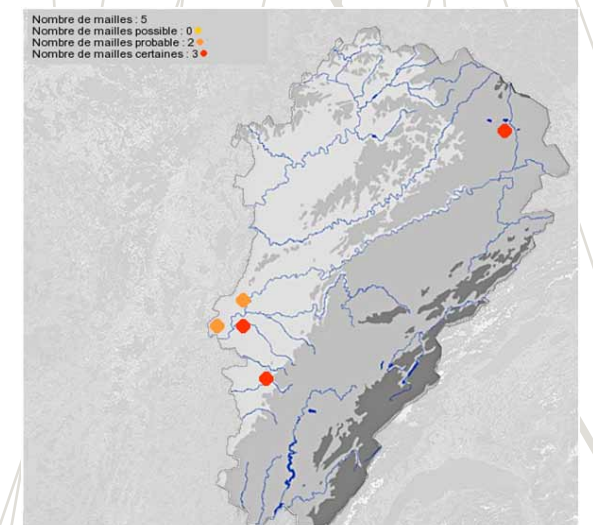 Nombre de mailles : 5
Nombre de mailles possible : 0
Nombre de mailles probable : 2
Nombre de mailles certaines : 3